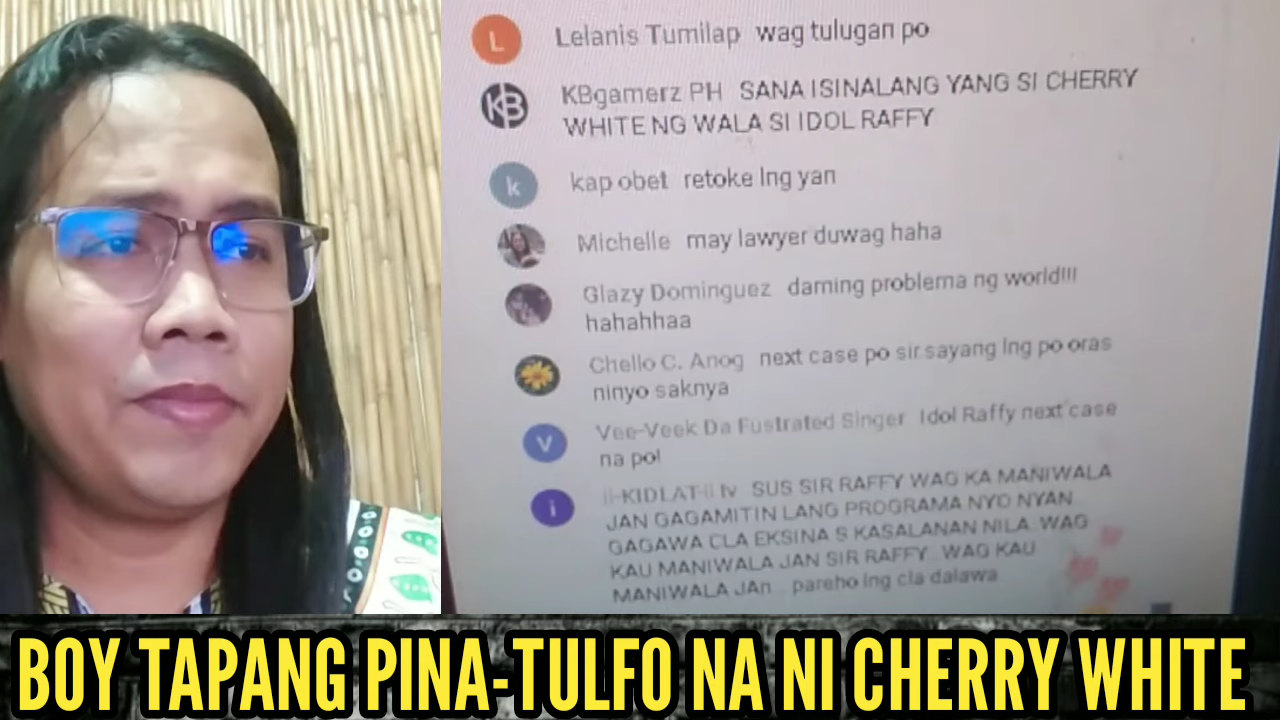 L Lelanis Tumilap wag tulugan po
KB KBgamerz PH SANA ISINALANG YANG SI CHERRY
WHITE NG WALA SI IDOL RAFFY
k kap obet retoke lng yan
Michelle may lawyer duwag haha
Glazy Dominguez daming problema ng world!!!
hahahhaa
Chello C. Anog next case po sir.sayang lng po oras
ninyo saknya
V Vee-Veek Da Fustrated Singer Idol Raffy next case
na po!
i ii-KIDLAT-ii tv SUS SIR RAFFY WAG KA MANIWALA
JAN GAGAMITIN LANG PROGRAMA NYO NYAN
GAGAWA CLA EKSINA S KASALANAN NILA. WAG
KAU MANIWALA JAN SIR RAFFY.. WAG KAU
MANIWALA JAn... pareho lng cla dalawa
BOY TAPANG PINA-TULFO NA NI CHERRY WHITE